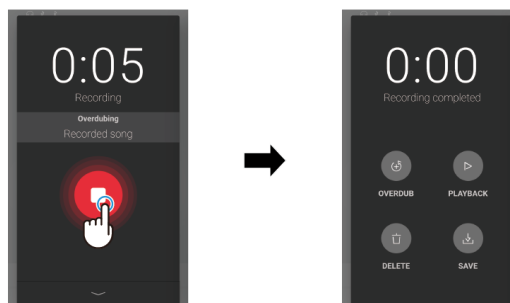 0:05
Recording
Overdubing
Recorded song
0:00
Recording completed
OVERDUB
PLAYBACK
DELETE
SAVE